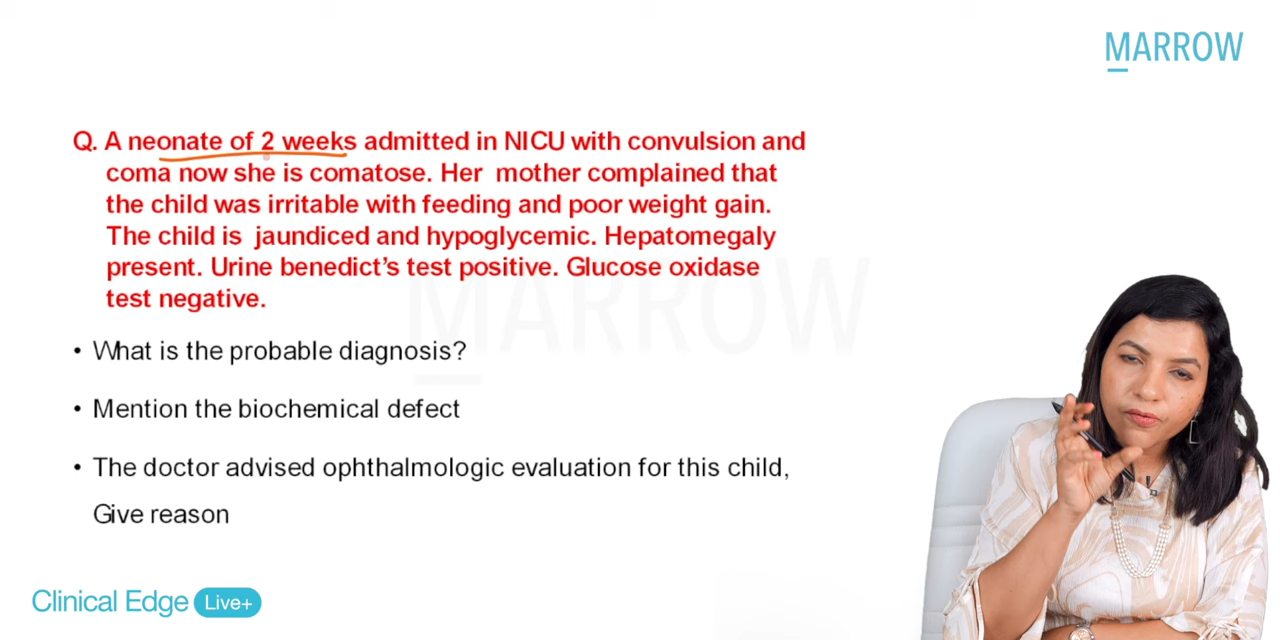 MARROW
Q. A neonate of 2 weeks admitted in NICU with convulsion and
coma now she is comatose. Her mother complained that
the child was irritable with feeding and poor weight gain.
The child is jaundiced and hypoglycemic. Hepatomegaly
present. Urine benedict's test positive. Glucose oxidase
test negative.
MARROW
• What is the probable diagnosis?
• Mention the biochemical defect
• The doctor advised ophthalmologic evaluation for this child,
Give reason
Clinical Edge Live+